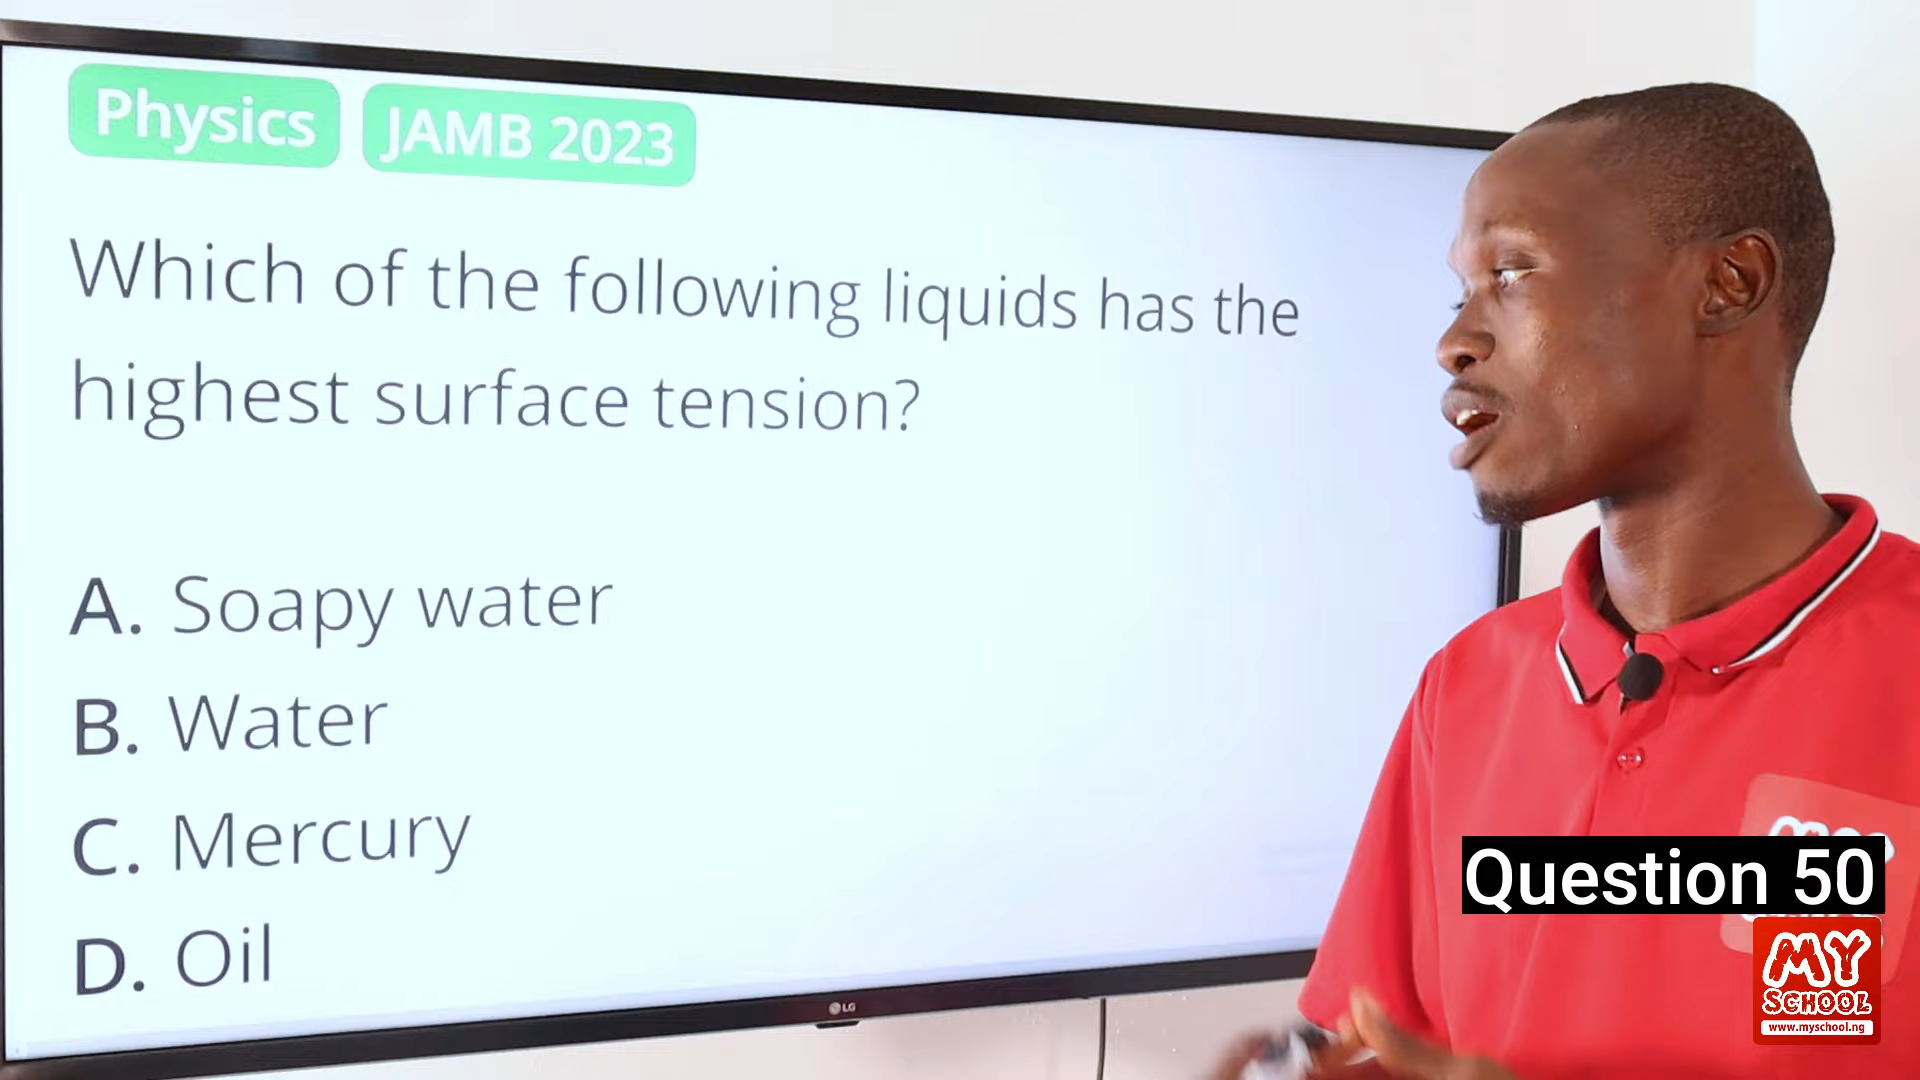 Physics JAMB 2023
Which of the following liquids has the
highest surface tension?
A. Soapy water
B. Water
C. Mercury
D. Oil
LG
Question 50
MY
SCHOOL
www.myschool.ng